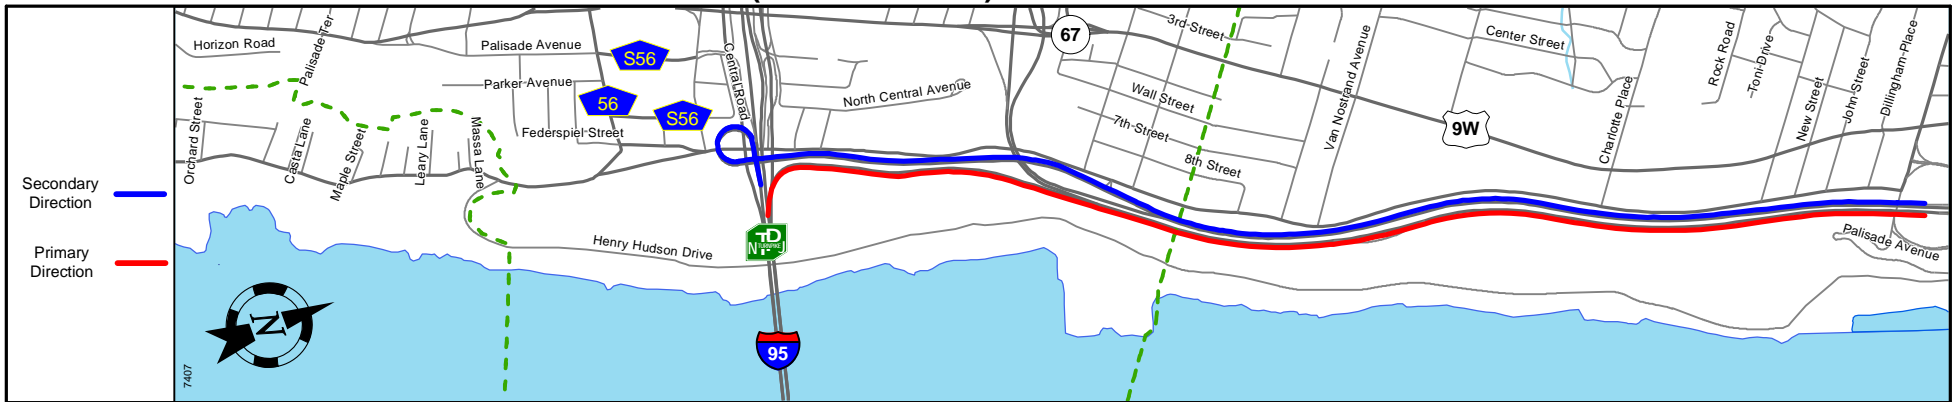 Secondary
Direction
Primary
Direction
Horizon Road
Palisade Ter
Palisade Avenue
S56
Parker Avenue
56
S56
Federspiel Street
Central Road
North Central Avenue
67
3rd Street
Wall Street
7th Street
8th Street
Van Nostrand Avenue
Center Street
9W
Charlotte Place
Rock Road
Toni Drive
New Street
John Street
Dillingham Place
Orchard Street
Casta Lane
Maple Street
Leary Lane
Massa Lane
Henry Hudson Drive
Palisade Avenue
TURNPIKE
N
95
7407